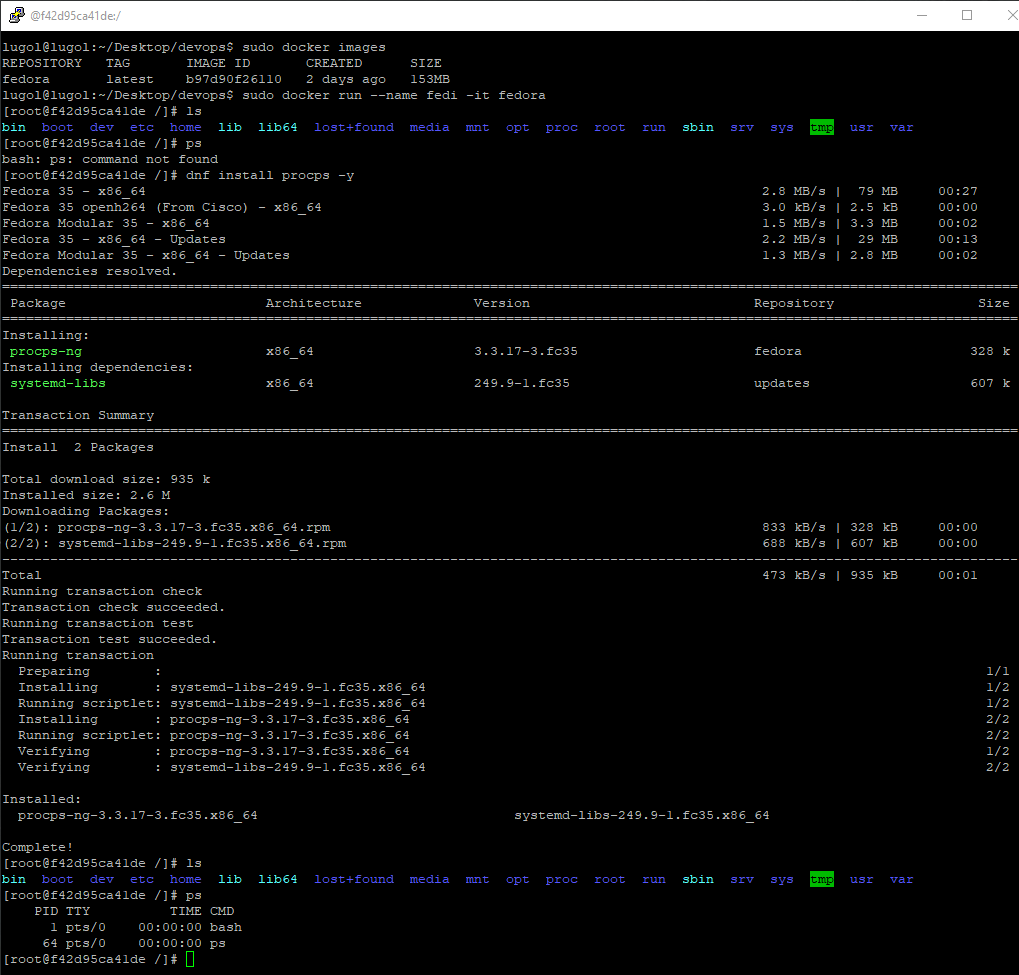 @f42d95ca41de:/
lugol@lugol:~/Desktop/devops$ sudo docker images
REPOSITORY   TAG       IMAGE ID       CREATED      SIZE
fedora       latest    b97d90f26110   2 days ago   153MB
lugol@lugol:~/Desktop/devops$ sudo docker run --name fedi -it fedora
[root@f42d95ca41de /]# ls
bin  boot  dev  etc  home  lib  lib64  lost+found  media  mnt  opt  proc  root  run  sbin  srv  sys  tmp  usr  var
[root@f42d95ca41de /]# ps
bash: ps: command not found
[root@f42d95ca41de /]# dnf install procps -y
Fedora 35 - x86_64                                                                             2.8 MB/s |  79 MB     00:27
Fedora 35 openh264 (From Cisco) - x86_64                                                       3.0 kB/s | 2.5 kB     00:00
Fedora Modular 35 - x86_64                                                                     1.5 MB/s | 3.3 MB     00:02
Fedora 35 - x86_64 - Updates                                                                   2.2 MB/s |  29 MB     00:13
Fedora Modular 35 - x86_64 - Updates                                                           1.3 MB/s | 2.8 MB     00:02
Dependencies resolved.
 Package                         Architecture              Version                            Repository                  Size
Installing:
 procps-ng                       x86_64                    3.3.17-3.fc35                      fedora                     328 k
Installing dependencies:
 systemd-libs                    x86_64                    249.9-1.fc35                       updates                    607 k
Transaction Summary
Install  2 Packages
Total download size: 935 k
Installed size: 2.6 M
Downloading Packages:
(1/2): procps-ng-3.3.17-3.fc35.x86_64.rpm                                                      833 kB/s | 328 kB     00:00
(2/2): systemd-libs-249.9-1.fc35.x86_64.rpm                                                    688 kB/s | 607 kB     00:00
Total                                                                                          473 kB/s | 935 kB     00:01
Running transaction check
Transaction check succeeded.
Running transaction test
Transaction test succeeded.
Running transaction
  Preparing        :                                                                                                       1/1
  Installing       : systemd-libs-249.9-1.fc35.x86_64                                                                      1/2
  Running scriptlet: systemd-libs-249.9-1.fc35.x86_64                                                                      1/2
  Installing       : procps-ng-3.3.17-3.fc35.x86_64                                                                        2/2
  Running scriptlet: procps-ng-3.3.17-3.fc35.x86_64                                                                        2/2
  Verifying        : procps-ng-3.3.17-3.fc35.x86_64                                                                        1/2
  Verifying        : systemd-libs-249.9-1.fc35.x86_64                                                                      2/2
Installed:
  procps-ng-3.3.17-3.fc35.x86_64                                systemd-libs-249.9-1.fc35.x86_64
Complete!
[root@f42d95ca41de /]# ls
bin  boot  dev  etc  home  lib  lib64  lost+found  media  mnt  opt  proc  root  run  sbin  srv  sys  tmp  usr  var
[root@f42d95ca41de /]# ps
    PID TTY          TIME CMD
      1 pts/0    00:00:00 bash
     64 pts/0    00:00:00 ps
[root@f42d95ca41de /]#